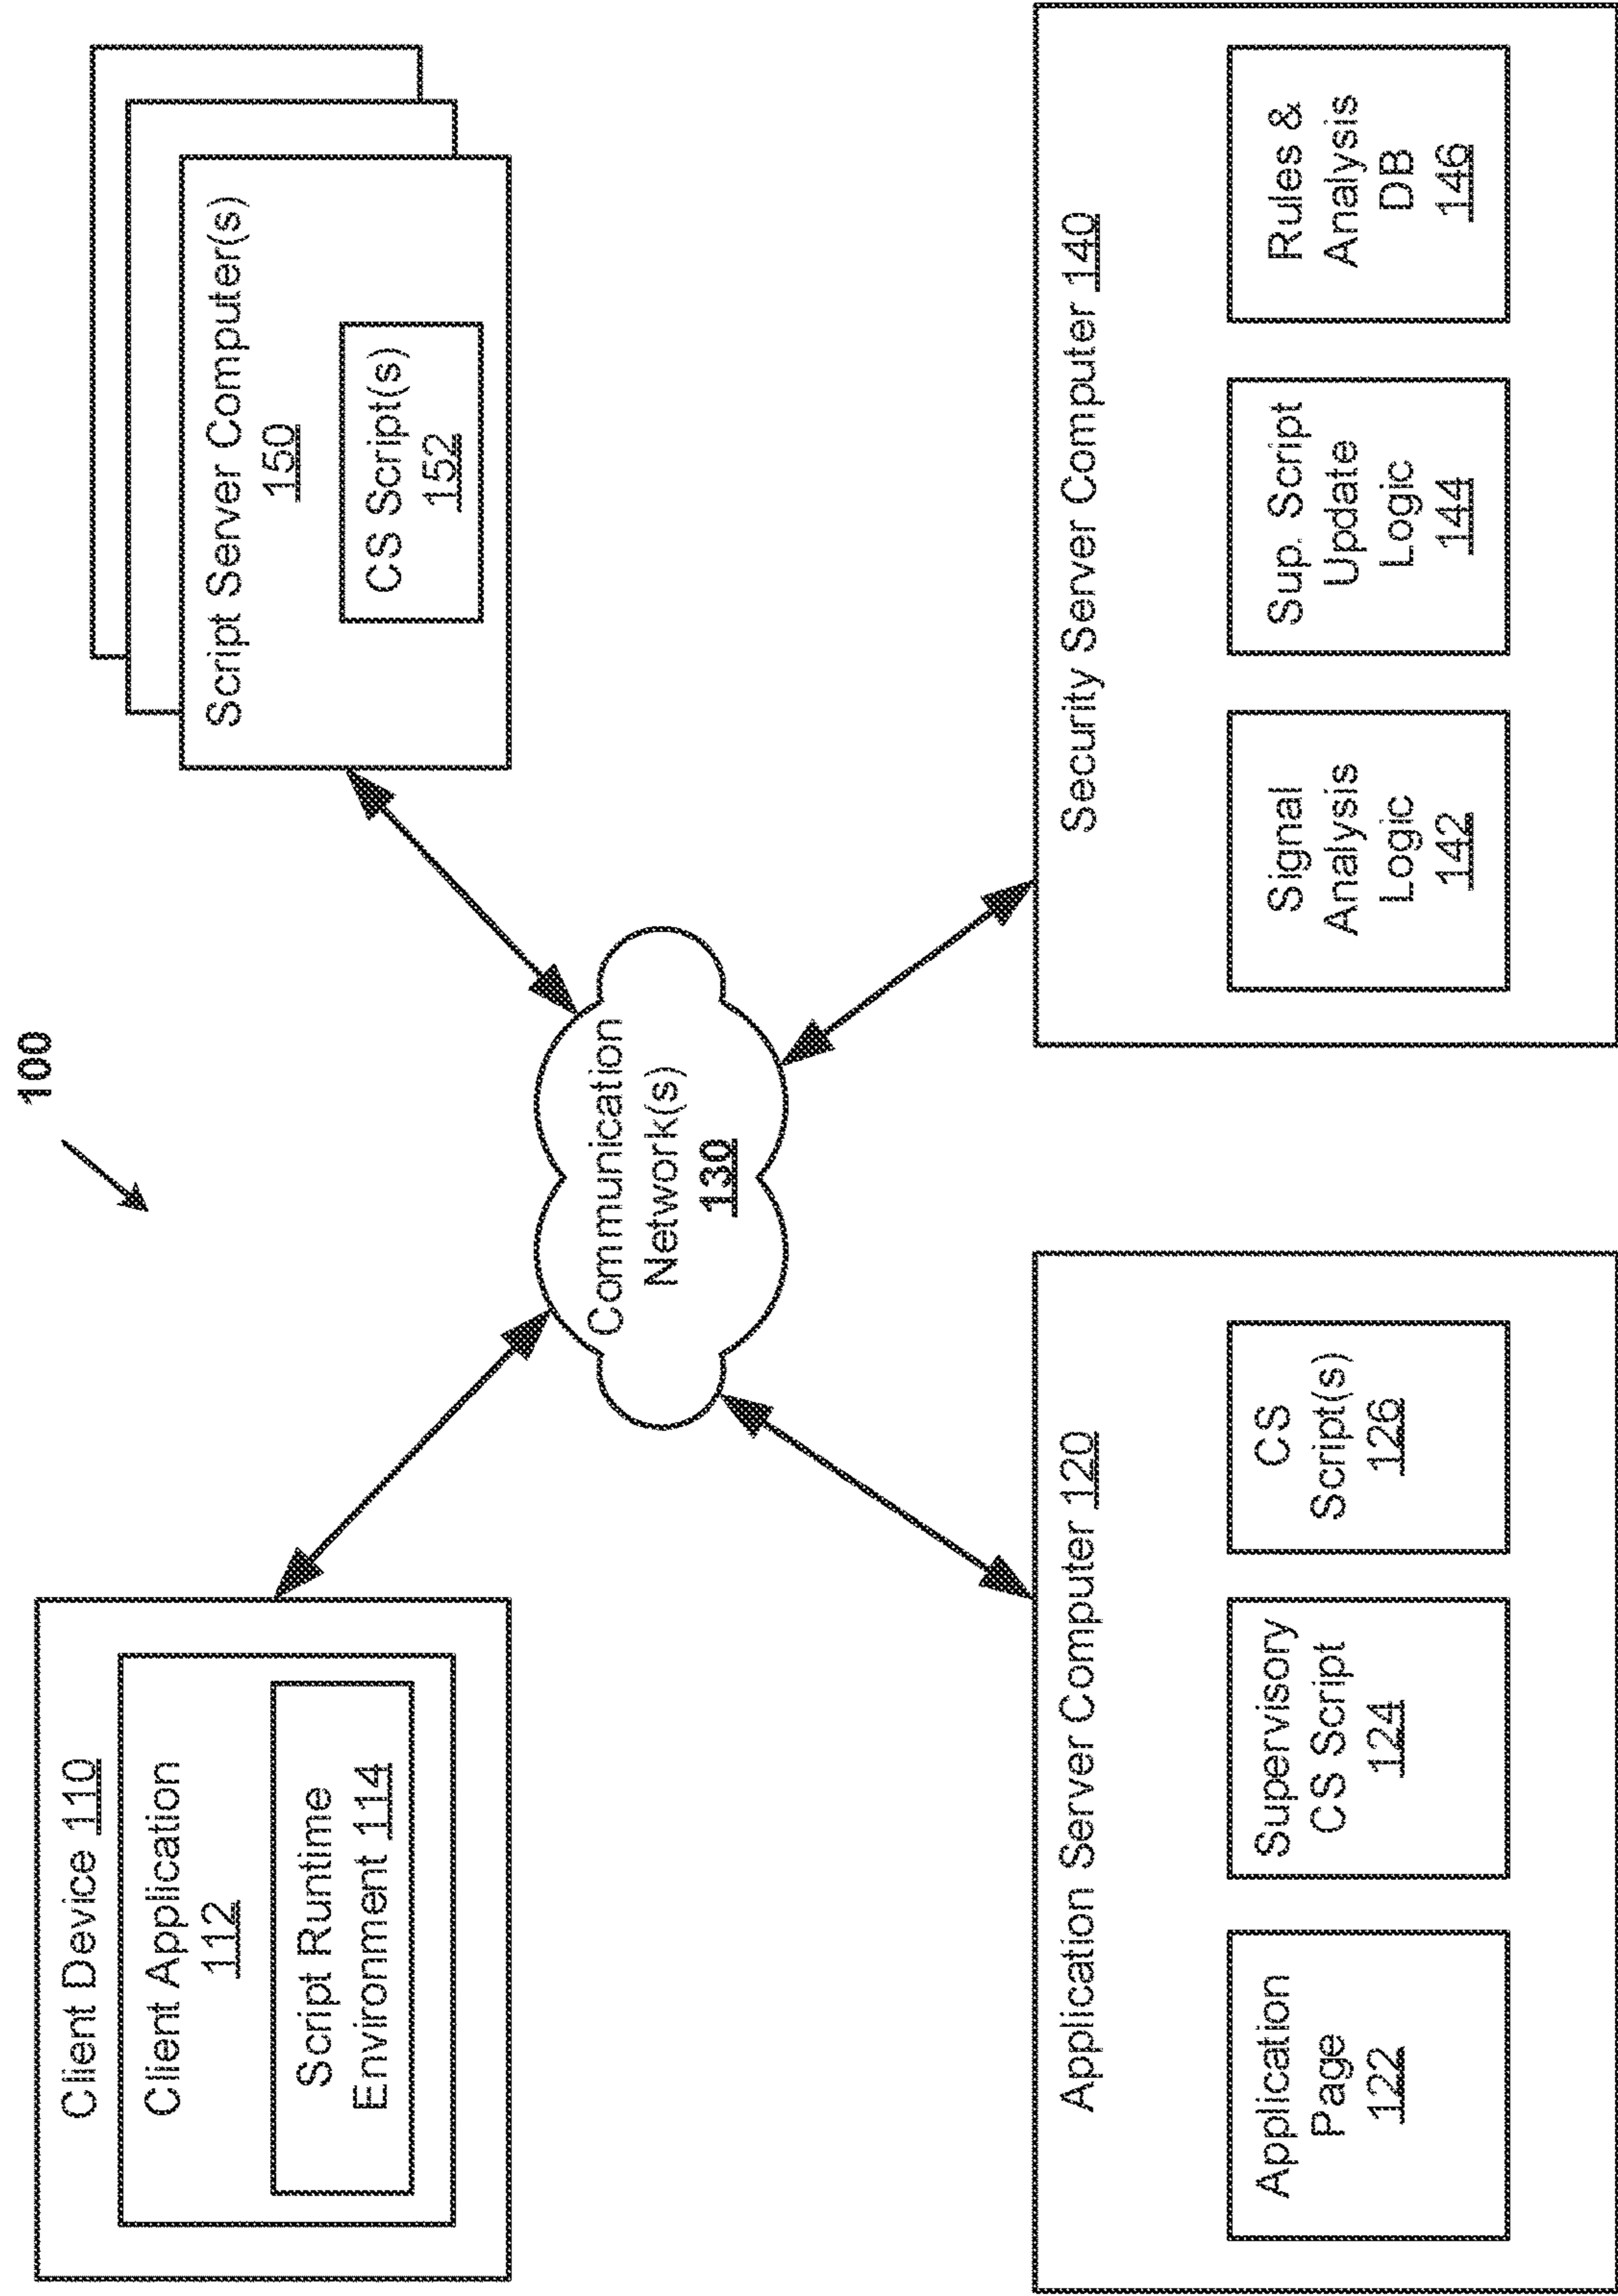 100
Client Device 110
Client Application
112
Script Runtime
Environment 114
Script Server Computer(s)
150
CS Script(s)
152
Communication
Network(s)
130
Application Server Computer 120
Application
Page
122
Supervisory
CS Script
124
CS
Script(s)
126
Security Server Computer 140
Signal
Analysis
Logic
142
Sup. Script
Update
Logic
144
Rules &
Analysis
DB
146